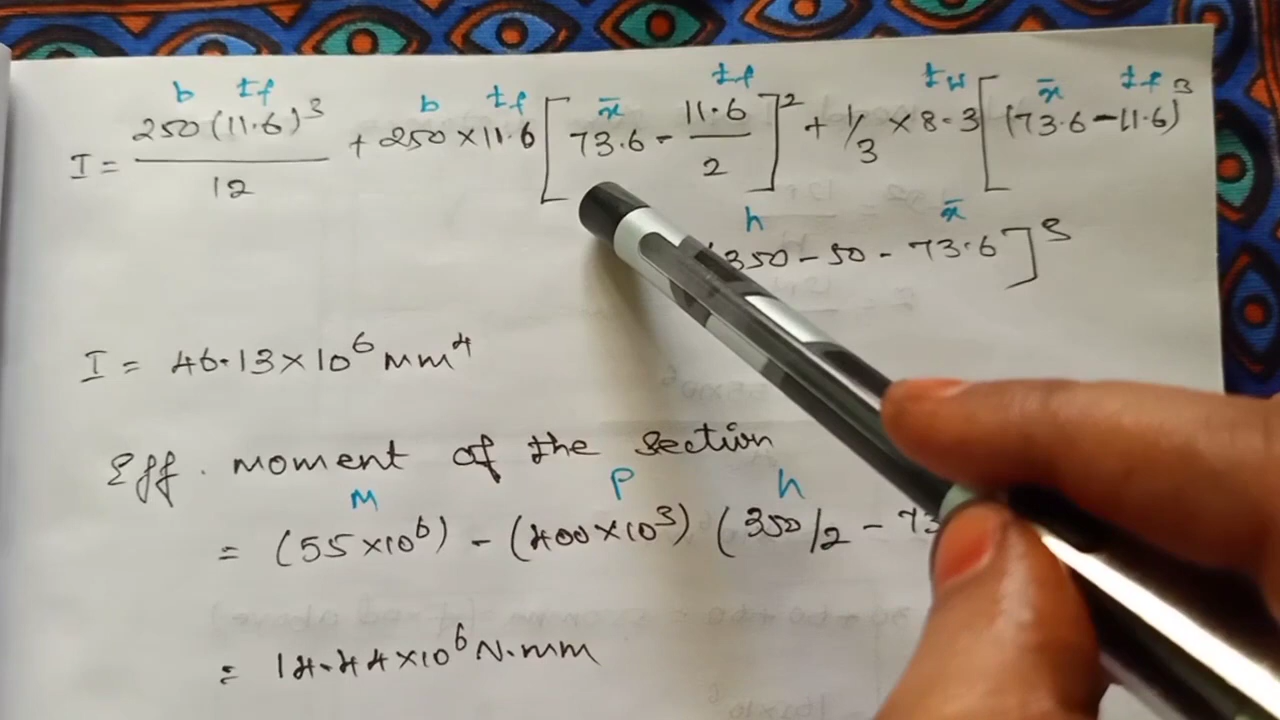 b tf b tf x̄ tf tw x̄ tf
I = 250(11.6)³/12 + 250 × 11.6 [73.6 - 11.6/2]² + 1/3 × 8.3 [(73.6 - 11.6)³
h x̄
(350 - 50 - 73.6]3
I = 46.13 × 10⁶ mm⁴
Eff. moment of the section
M P h
= (55 × 10⁶) - (400 × 10³) (350/2 - 73
= 14.44 × 10⁶ N.mm